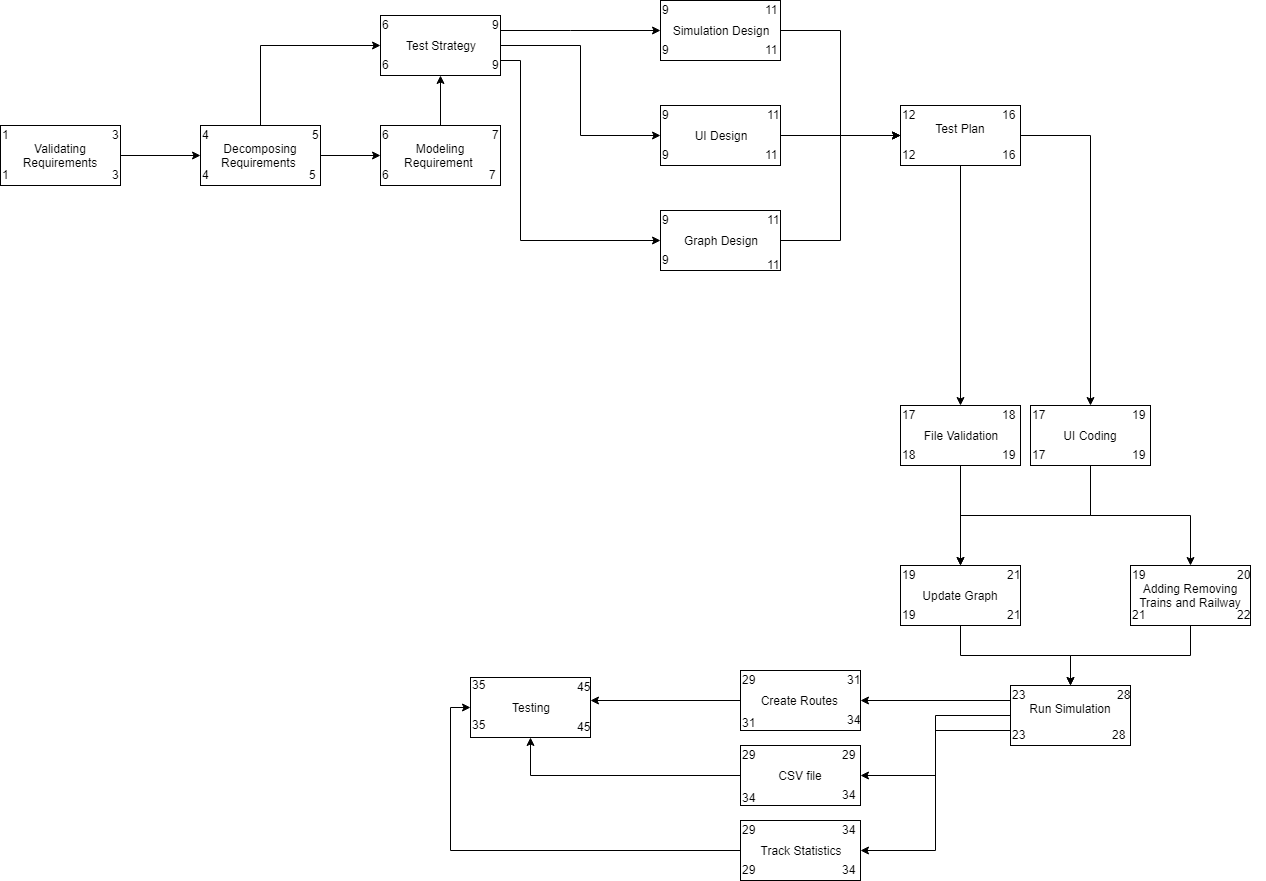 9 11
Simulation Design
9 11
6 9
Test Strategy
6 9
9 11
UI Design
9 11
12 16
Test Plan
12 16
1 3
Validating
Requirements
1 3
4 5
Decomposing
Requirements
4 5
6 7
Modeling
Requirement
6 7
9 11
Graph Design
9 11
17 18
File Validation
18 19
17 19
UI Coding
17 19
19 21
Update Graph
19 21
19 20
Adding Removing
Trains and Railway
21 22
23 28
Run Simulation
23 28
29 31
Create Routes
31 34
35 45
Testing
35 45
29 29
CSV file
34 34
29 34
Track Statistics
29 34